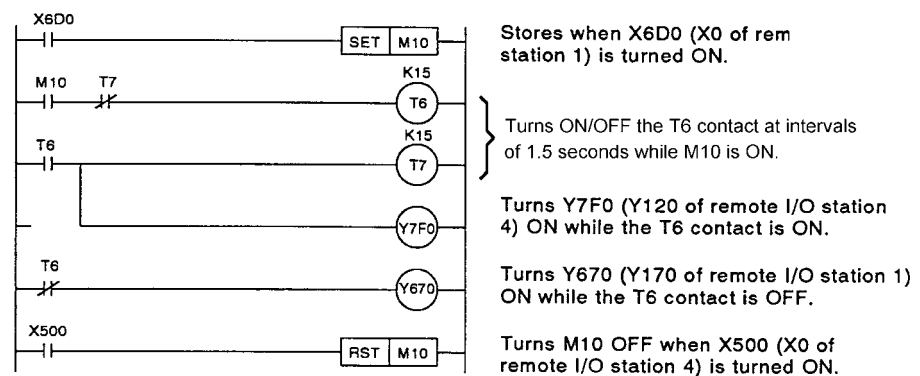 X6D0
SET M10
Stores when X6D0 (X0 of rem
station 1) is turned ON.
M10 T7
K15
T6
K15
Turns ON/OFF the T6 contact at intervals
of 1.5 seconds while M10 is ON.
T6
T7
Y7F0
Turns Y7F0 (Y120 of remote I/O station
4) ON while the T6 contact is ON.
T6
Y670
Turns Y670 (Y170 of remote I/O station 1)
ON while the T6 contact is OFF.
X500
RST M10
Turns M10 OFF when X500 (X0 of
remote I/O station 4) is turned ON.